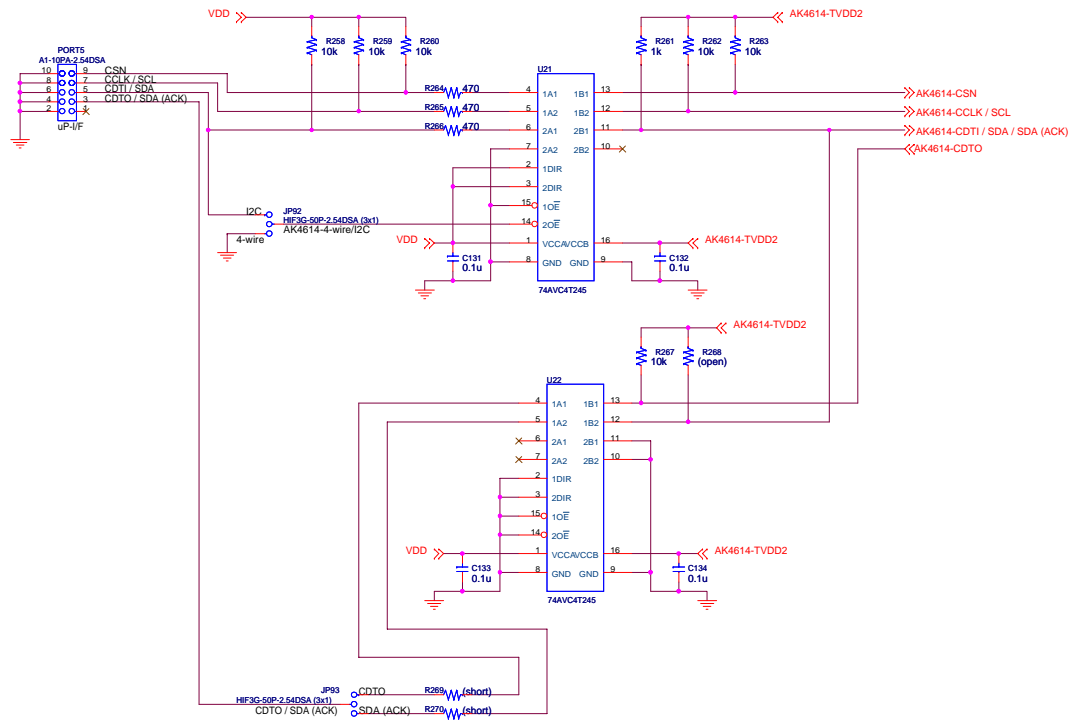 VDD
AK4614-TVDD2
R258
10k
R259
10k
R260
10k
R261
1k
R262
10k
R263
10k
PORT5
A1-10PA-2.54DSA
10 9 CSN
8 7 CCLK / SCL
6 5 CDTI / SDA
4 3 CDTO / SDA (ACK)
2 1
uP-I/F
U21
R264 470
R265 470
R266 470
4 1A1 1B1 13
5 1A2 1B2 12
6 2A1 2B1 11
7 2A2 2B2 10
2 1DIR
3 2DIR
15 1OE
14 2OE
1 VCCA VCCB 16
8 GND GND 9
74AVC4T245
AK4614-CSN
AK4614-CCLK / SCL
AK4614-CDTI / SDA / SDA (ACK)
AK4614-CDTO
I2C
JP92
HIF3G-50P-2.54DSA (3x1)
AK4614-4-wire/I2C
4-wire
VDD
C131
0.1u
AK4614-TVDD2
C132
0.1u
AK4614-TVDD2
R267
10k
R268
(open)
U22
4 1A1 1B1 13
5 1A2 1B2 12
6 2A1 2B1 11
7 2A2 2B2 10
2 1DIR
3 2DIR
15 1OE
14 2OE
1 VCCA VCCB 16
8 GND GND 9
74AVC4T245
VDD
C133
0.1u
AK4614-TVDD2
C134
0.1u
JP93
HIF3G-50P-2.54DSA (3x1)
CDTO / SDA (ACK)
CDTO
SDA (ACK)
R269 (short)
R270 (short)